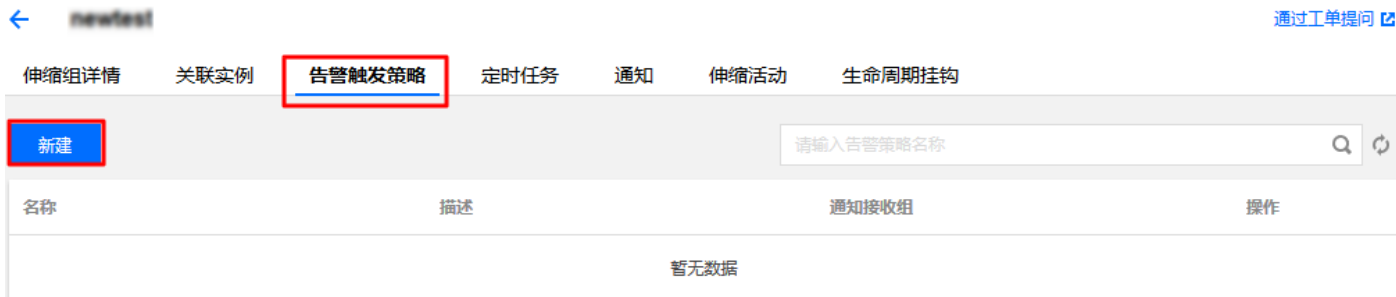 newtest 通过工单提问
伸缩组详情 关联实例 告警触发策略 定时任务 通知 伸缩活动 生命周期挂钩
新建 请输入告警策略名称
名称 描述 通知接收组 操作
暂无数据